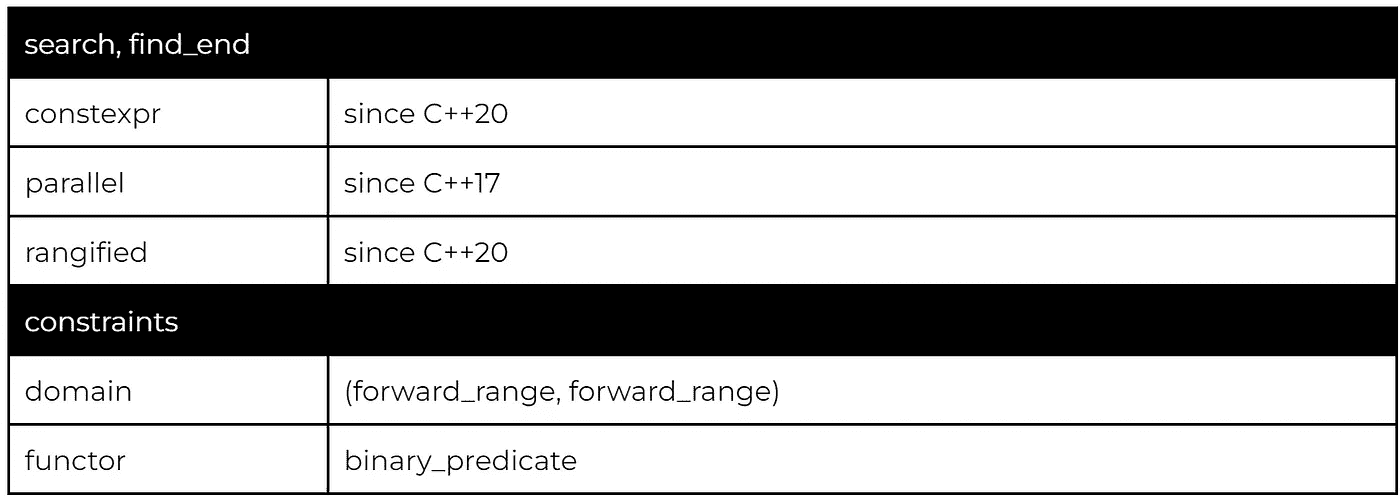 search, find_end
constexpr since C++20
parallel since C++17
rangified since C++20
constraints
domain (forward_range, forward_range)
functor binary_predicate